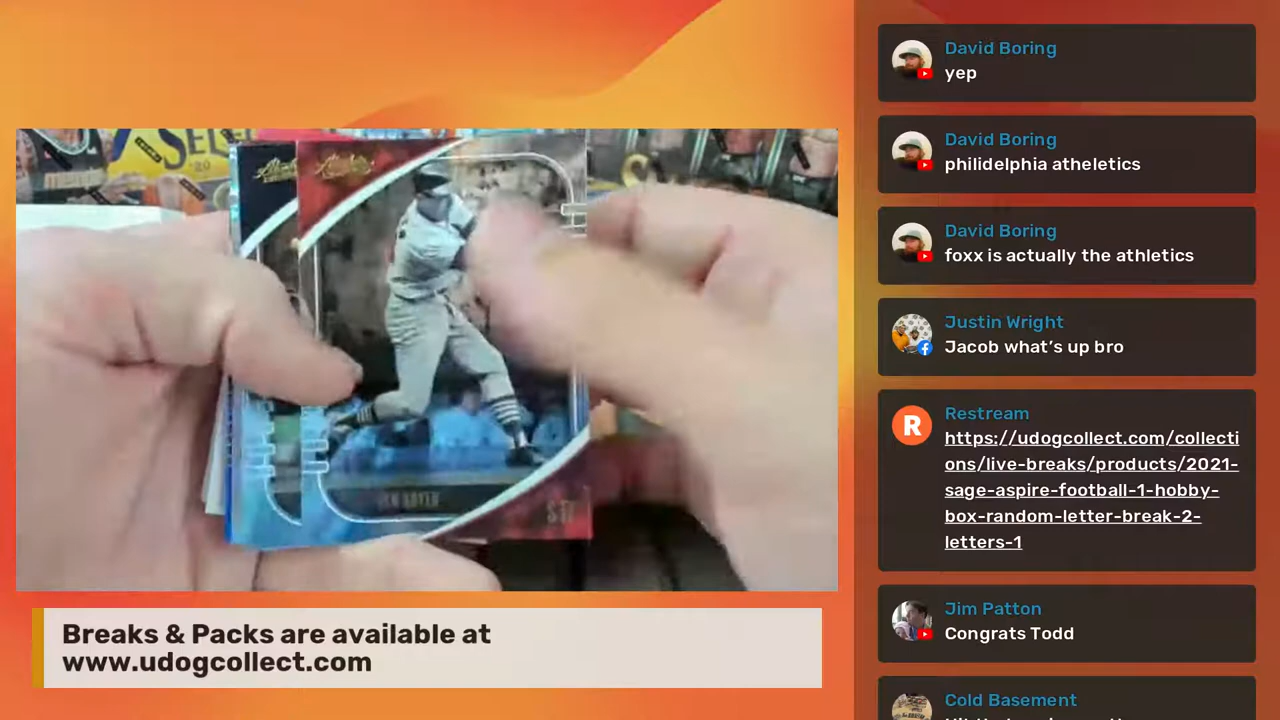 David Boring
yep
David Boring
philidelphia atheletics
David Boring
foxx is actually the athletics
Justin Wright
Jacob what’s up bro
R
Restream
https://udogcollect.com/collecti
ons/live-breaks/products/2021-
sage-aspire-football-1-hobby-
box-random-letter-break-2-
letters-1
Jim Patton
Congrats Todd
Cold Basement
Breaks & Packs are available at
www.udogcollect.com